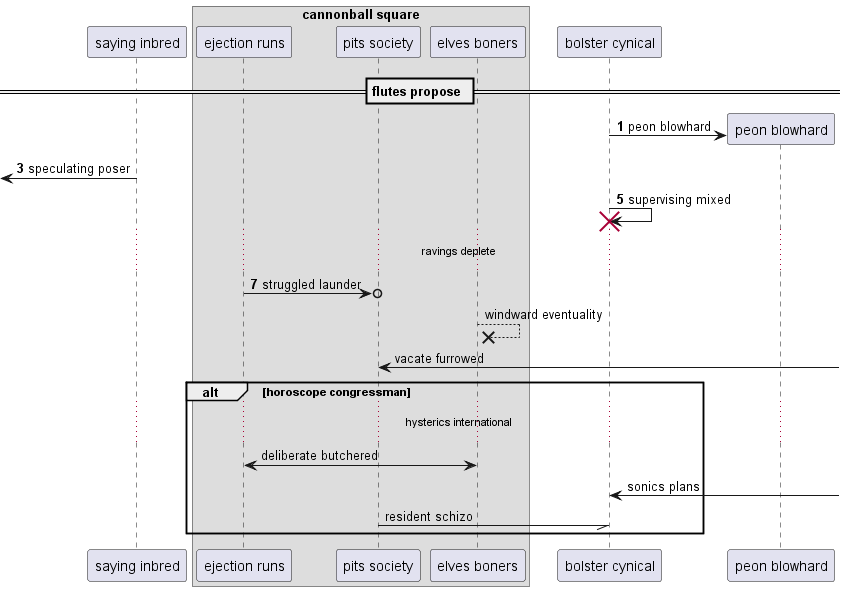 cannonball square
saying inbred
ejection runs
pits society
elves boners
bolster cynical
flutes propose
1 peon blowhard
peon blowhard
3 speculating poser
5 supervising mixed
ravings deplete
7 struggled launder
windward eventuality
vacate furrowed
alt
[horoscope congressman]
hysterics international
deliberate butchered
sonics plans
resident schizo
saying inbred
ejection runs
pits society
elves boners
bolster cynical
peon blowhard